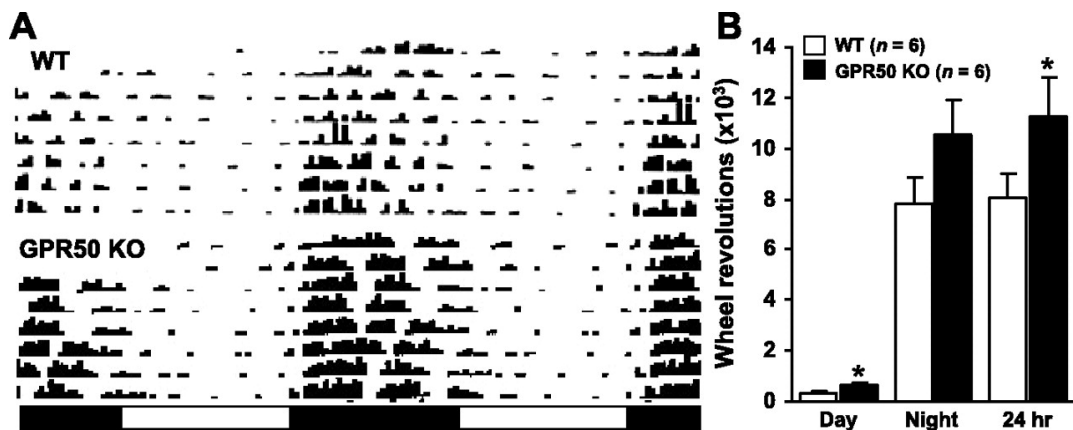 A
WT
GPR50 KO
B
WT (n = 6)
GPR50 KO (n = 6)
Wheel revolutions (x10³)
14
12
10
8
6
4
2
0
*
*
Day Night 24 hr